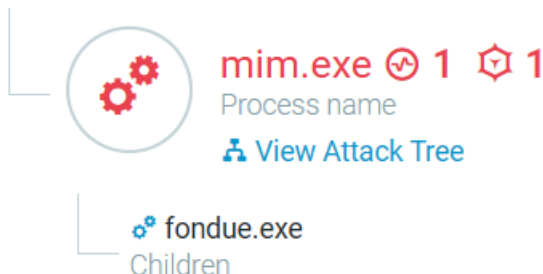 mim.exe 1 1
Process name
View Attack Tree
fondue.exe
Children